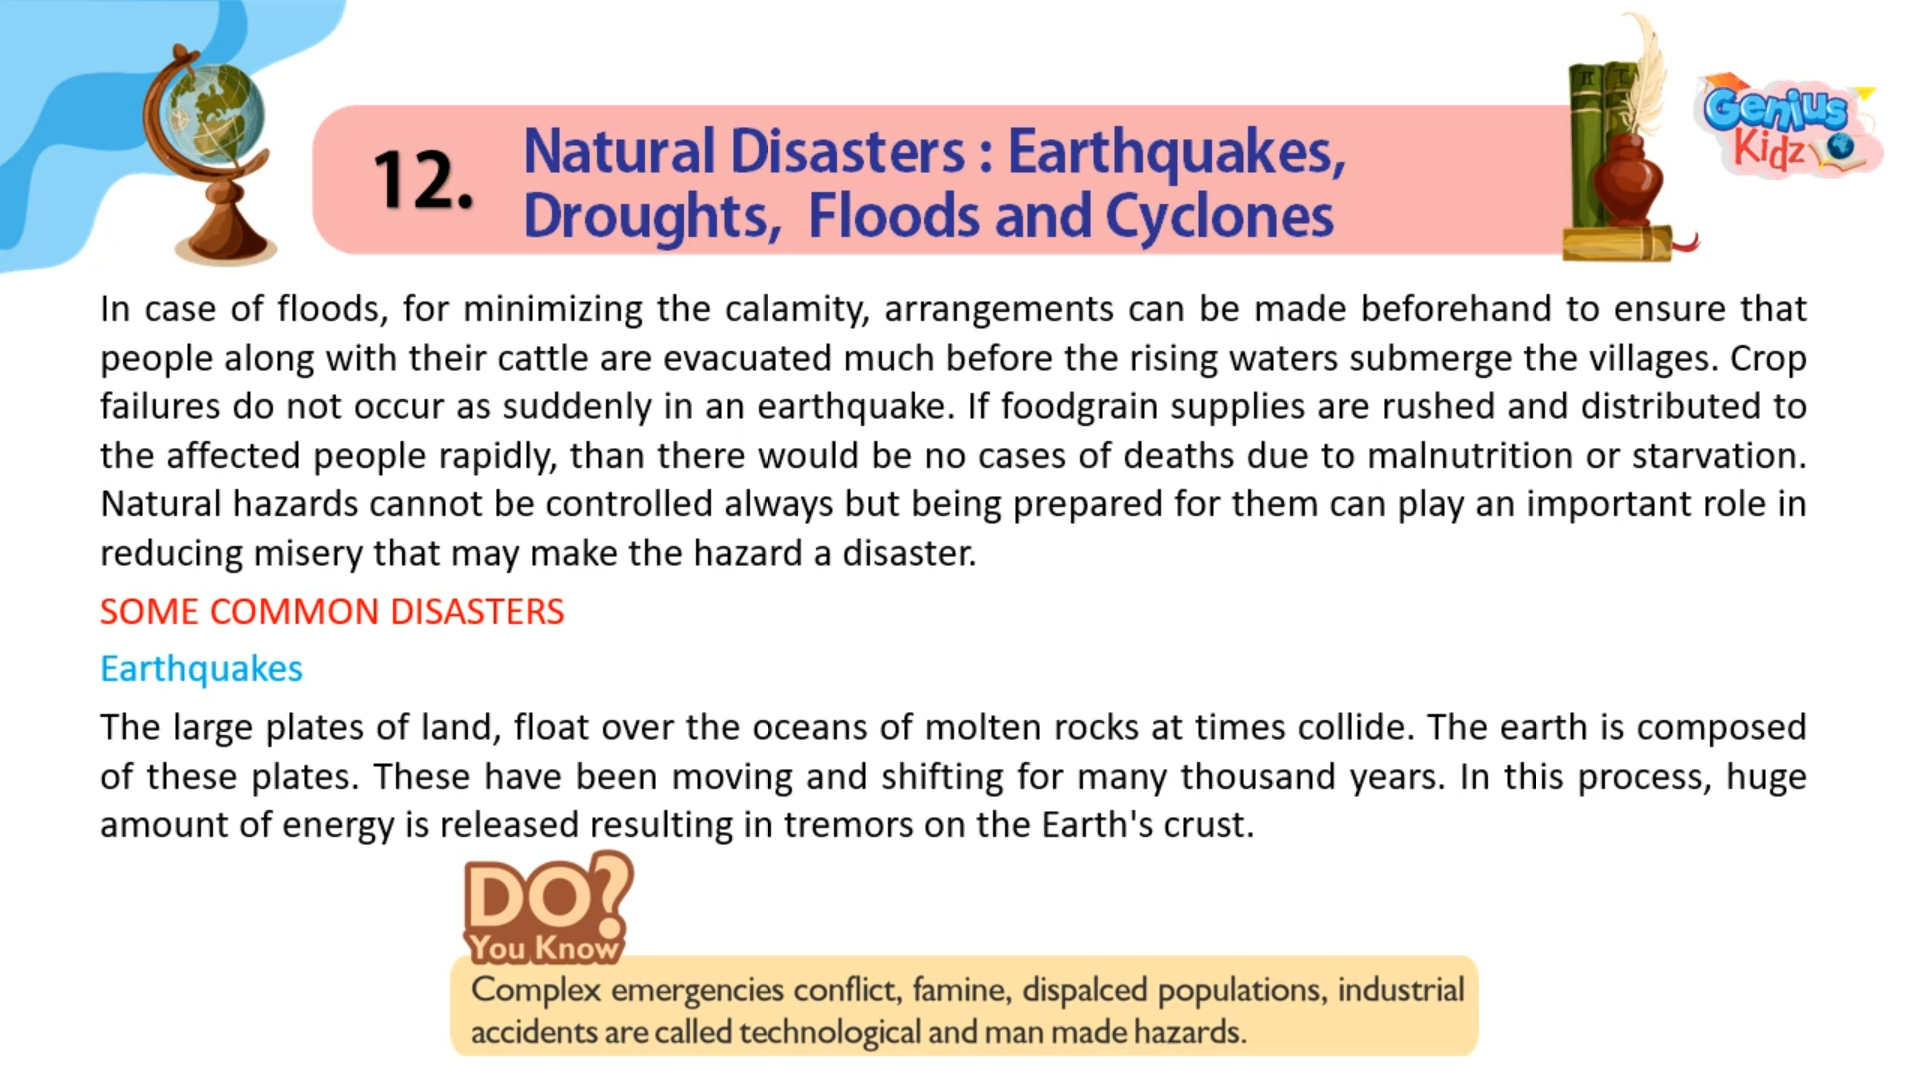 Genius
Kidz
12.
Natural Disasters : Earthquakes,
Droughts, Floods and Cyclones
In case of floods, for minimizing the calamity, arrangements can be made beforehand to ensure that
people along with their cattle are evacuated much before the rising waters submerge the villages. Crop
failures do not occur as suddenly in an earthquake. If foodgrain supplies are rushed and distributed to
the affected people rapidly, than there would be no cases of deaths due to malnutrition or starvation.
Natural hazards cannot be controlled always but being prepared for them can play an important role in
reducing misery that may make the hazard a disaster.
SOME COMMON DISASTERS
Earthquakes
The large plates of land, float over the oceans of molten rocks at times collide. The earth is composed
of these plates. These have been moving and shifting for many thousand years. In this process, huge
amount of energy is released resulting in tremors on the Earth's crust.
DO?
You Know
Complex emergencies conflict, famine, dispalced populations, industrial
accidents are called technological and man made hazards.